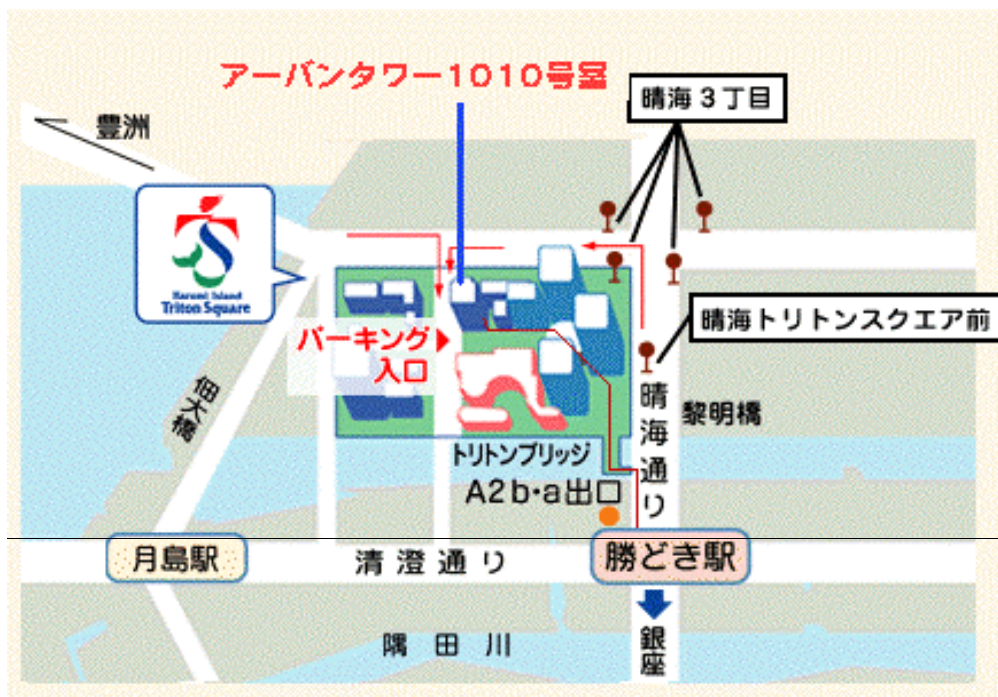 アーバンタワー1010号室
晴海3丁目
豊洲
Harumi Island
Triton Square
晴海トリトンスクエア前
パーキング
入口
佃大橋
晴海通り
黎明橋
トリトンブリッジ
A2b・a出口
月島駅
清澄通り
勝どき駅
隅田川
銀座